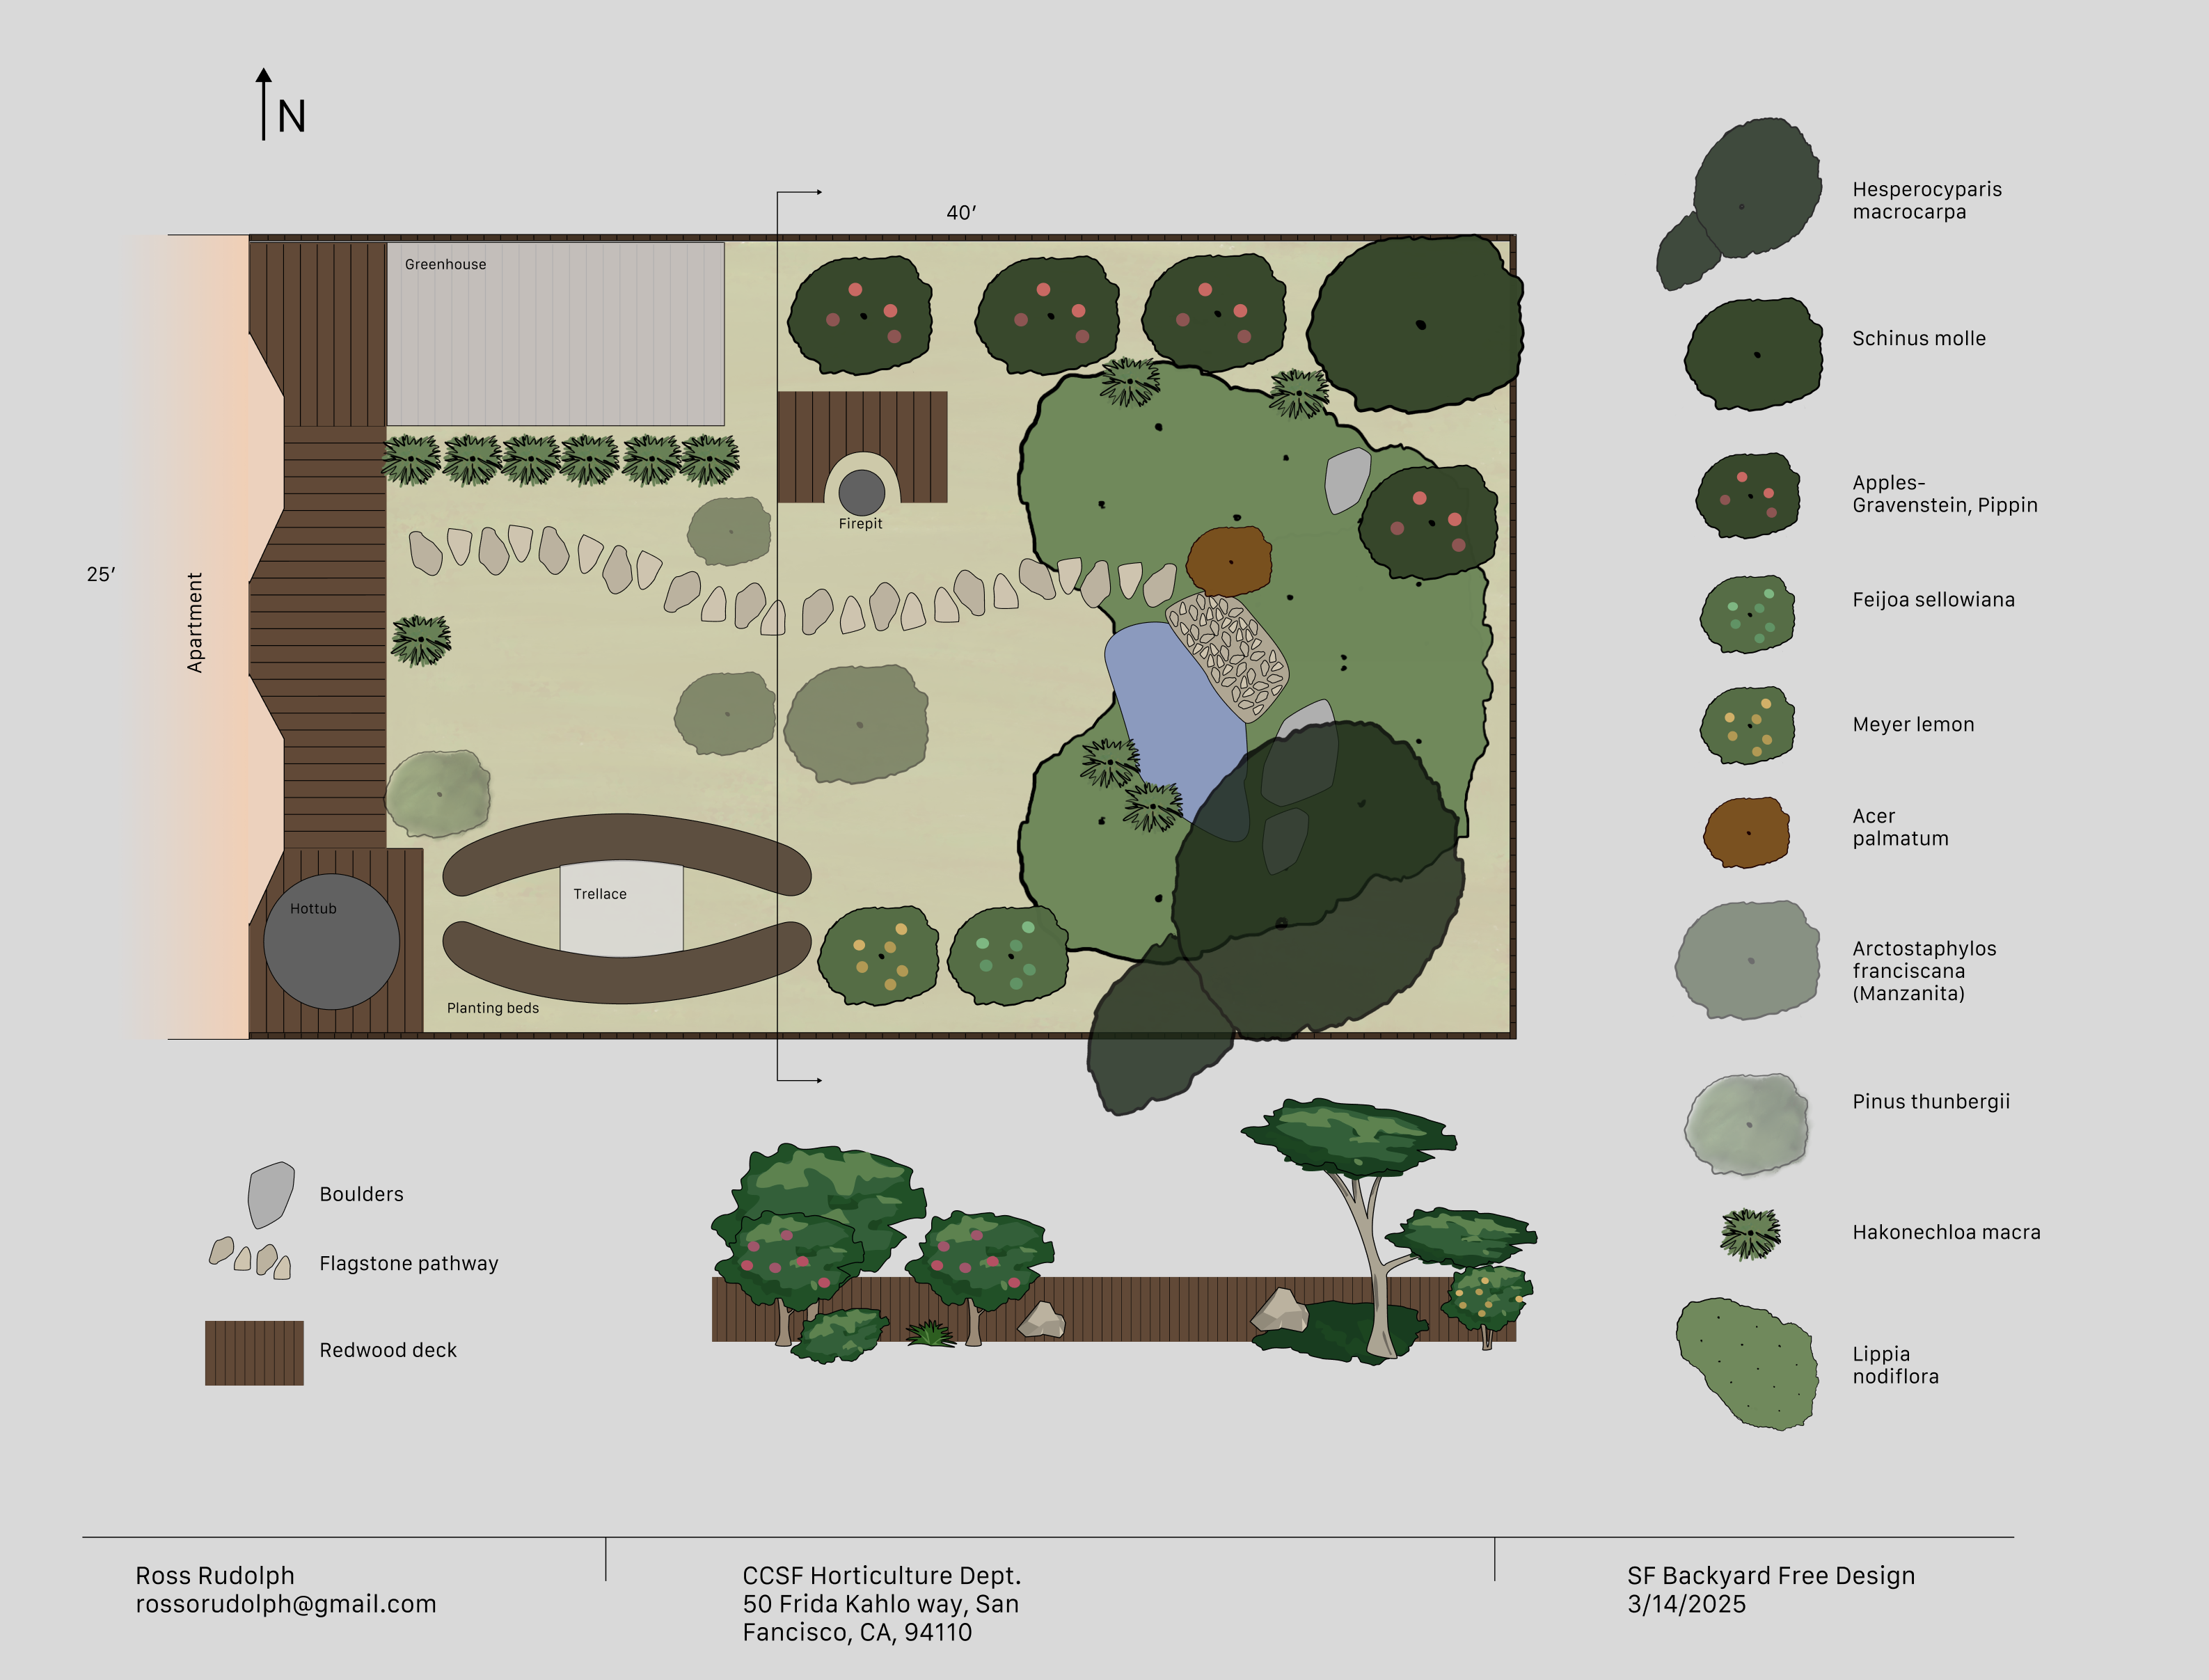 N
40’
Greenhouse
Firepit
25’
Apartment
Hottub
Trellace
Planting beds
Hesperocyparis
macrocarpa
Schinus molle
Apples-
Gravenstein, Pippin
Feijoa sellowiana
Meyer lemon
Acer
palmatum
Arctostaphylos
franciscana
(Manzanita)
Pinus thunbergii
Hakonechloa macra
Lippia
nodiflora
Boulders
Flagstone pathway
Redwood deck
Ross Rudolph
rossorudolph@gmail.com
CCSF Horticulture Dept.
50 Frida Kahlo way, San
Fancisco, CA, 94110
SF Backyard Free Design
3/14/2025